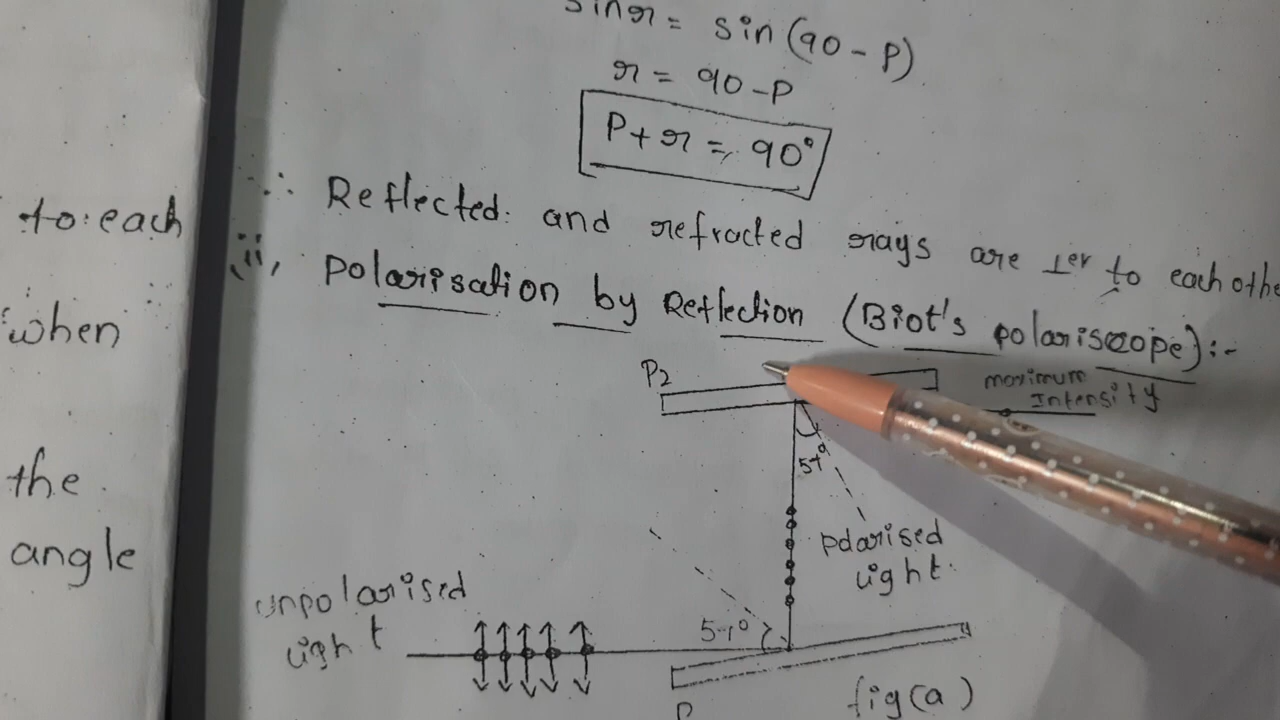 sin r = sin (90 - P)
r = 90 - P
P + r = 90°
∴ Reflected and refracted rays are ⊥er to each othe
(ii, Polarisation by Reflection (Biot's polariscope):-
P2
maximum
Intensity
57°
polarised
light.
unpolarised
light
57°
P
fig(a)
to each
when
the
angle